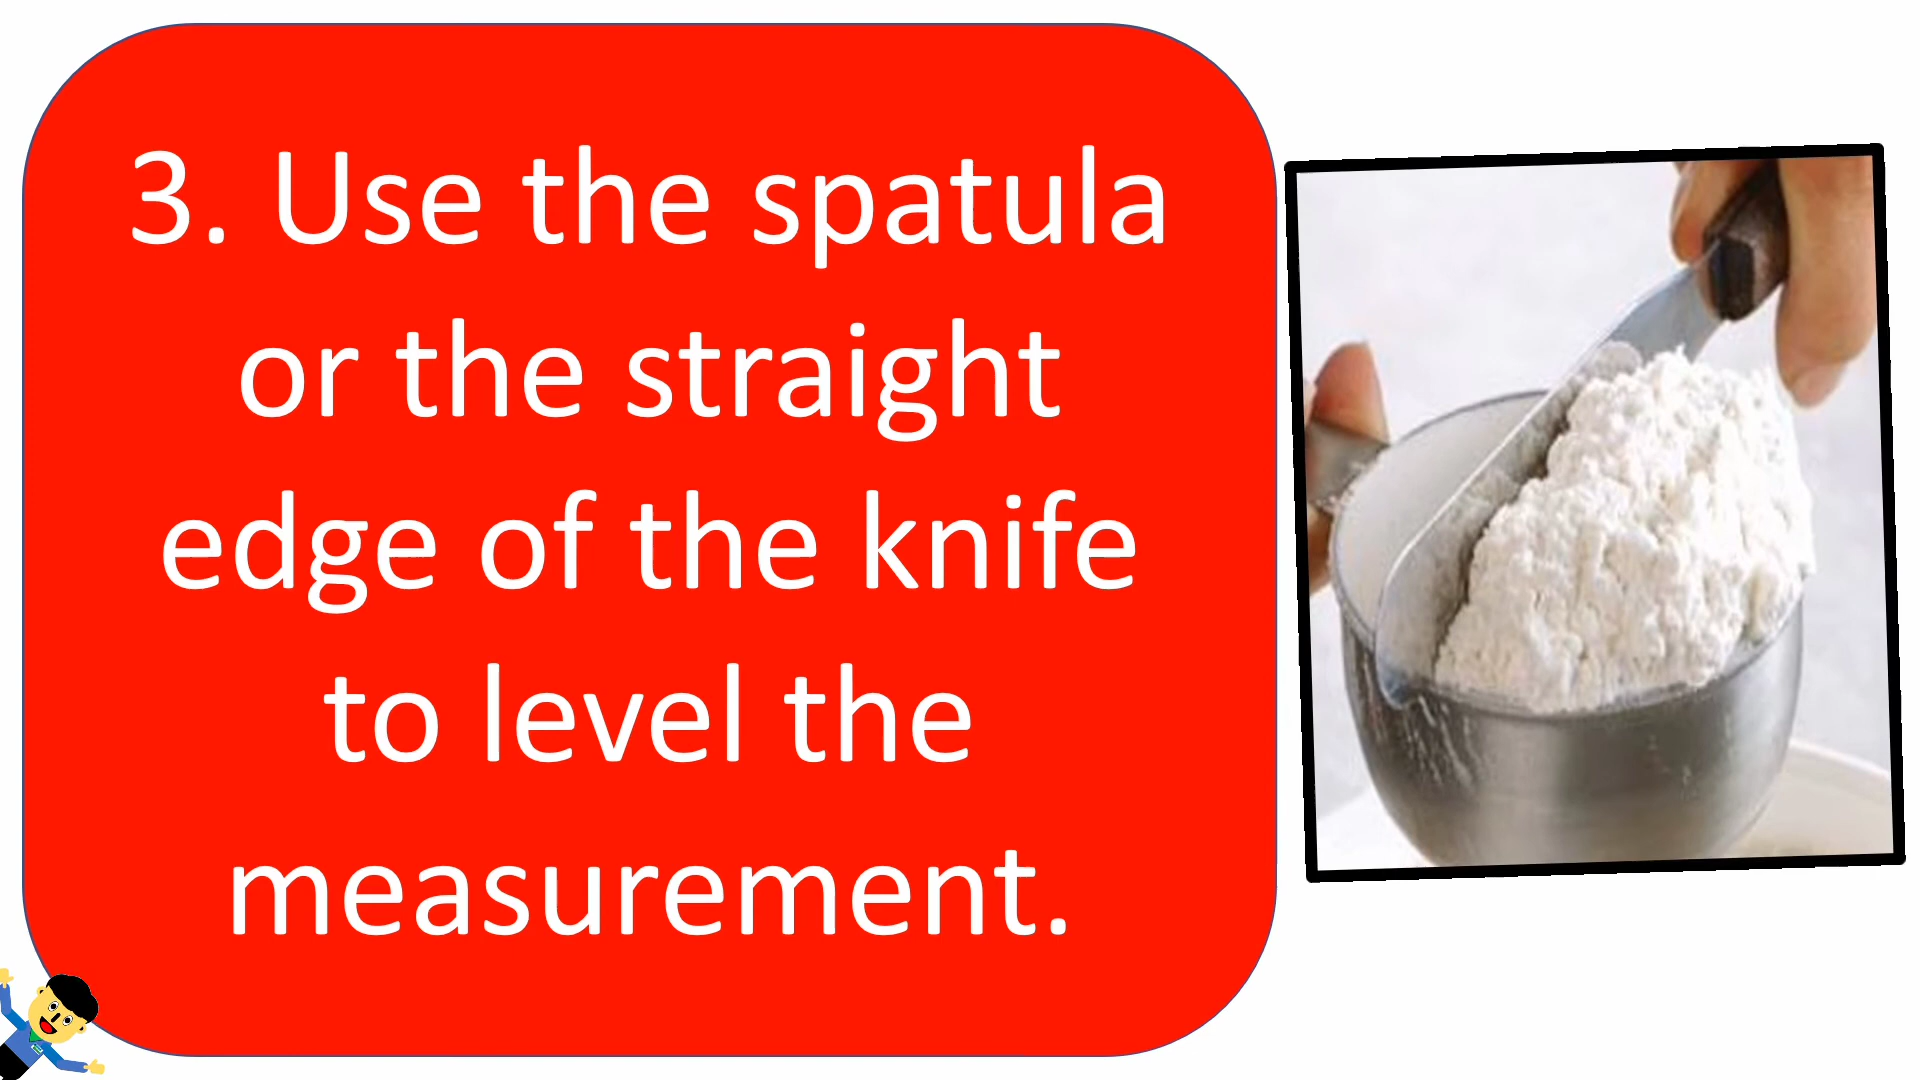 3. Use the spatula
or the straight
edge of the knife
to level the
measurement.